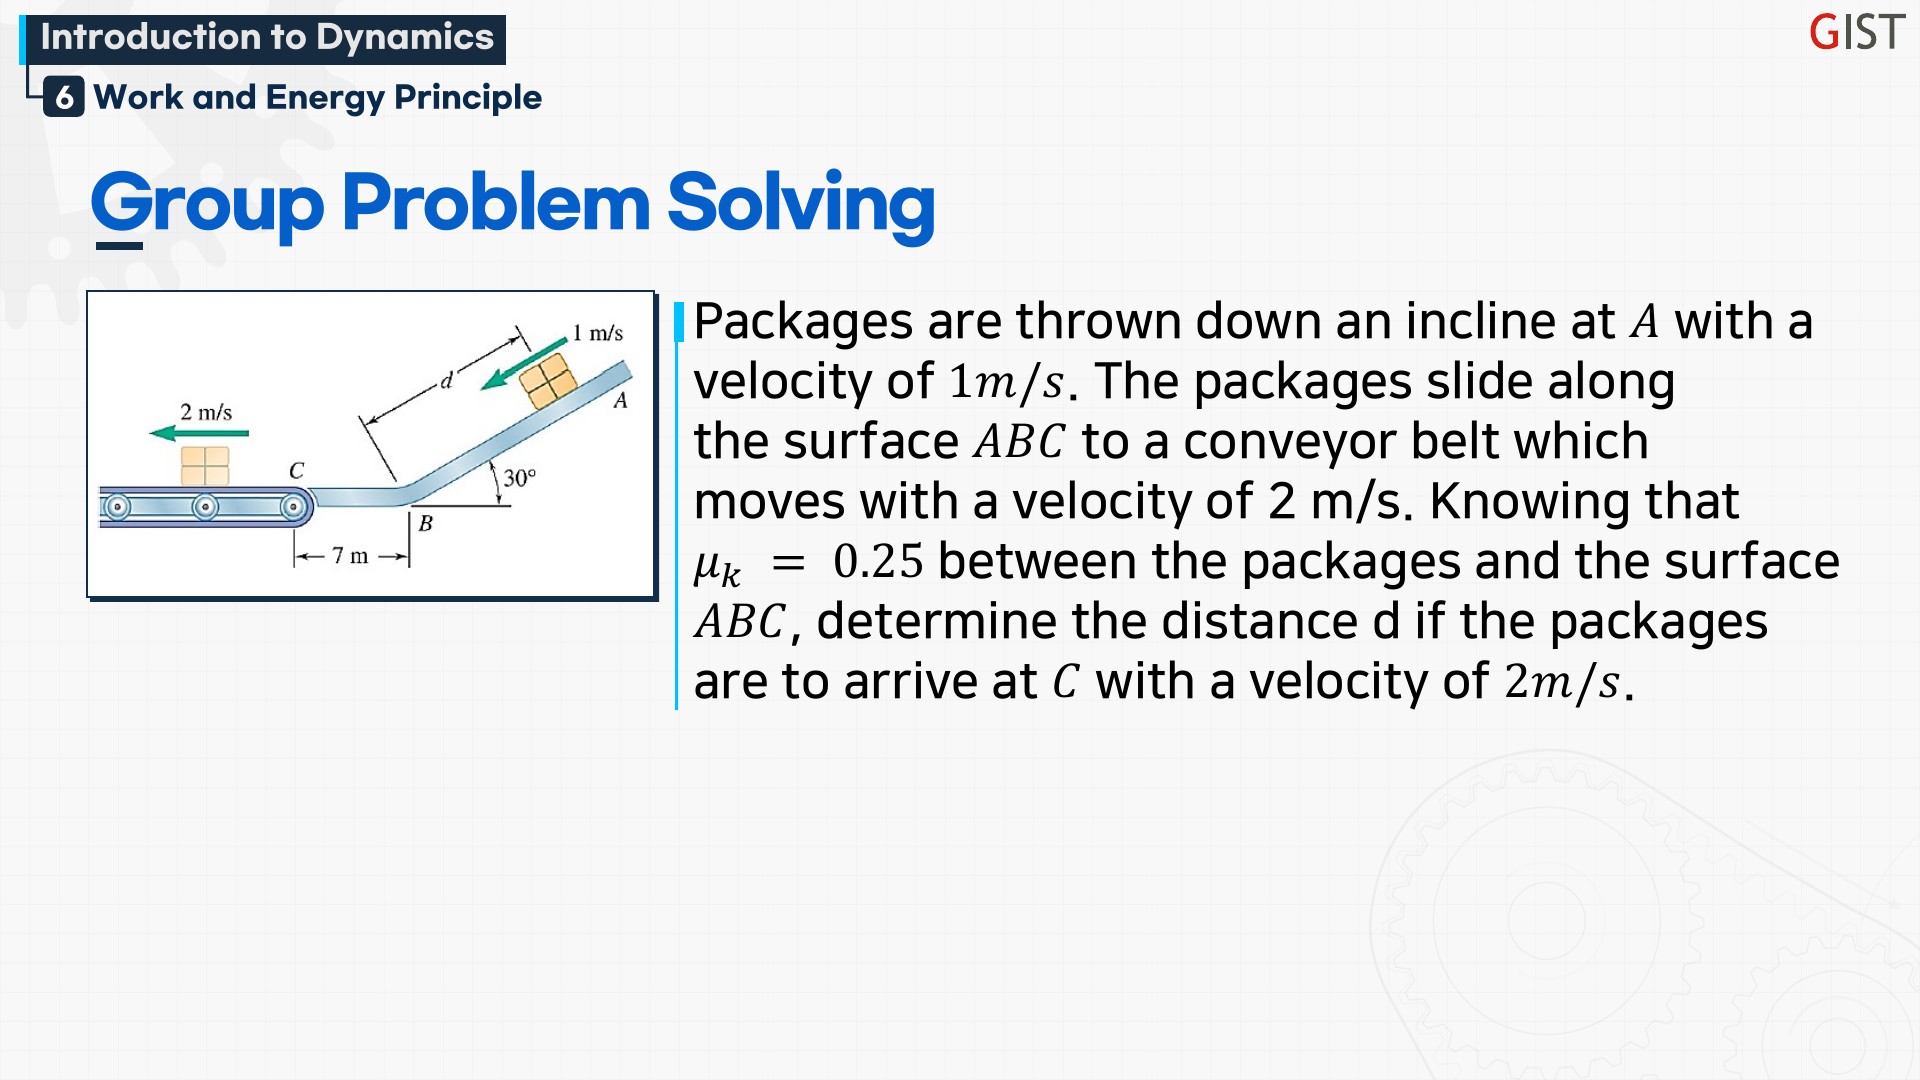 Introduction to Dynamics
GIST
6 Work and Energy Principle
Group Problem Solving
1 m/s
d
A
2 m/s
C
30°
B
7 m
Packages are thrown down an incline at A with a
velocity of 1m/s. The packages slide along
the surface ABC to a conveyor belt which
moves with a velocity of 2 m/s. Knowing that
μk = 0.25 between the packages and the surface
ABC, determine the distance d if the packages
are to arrive at C with a velocity of 2m/s.